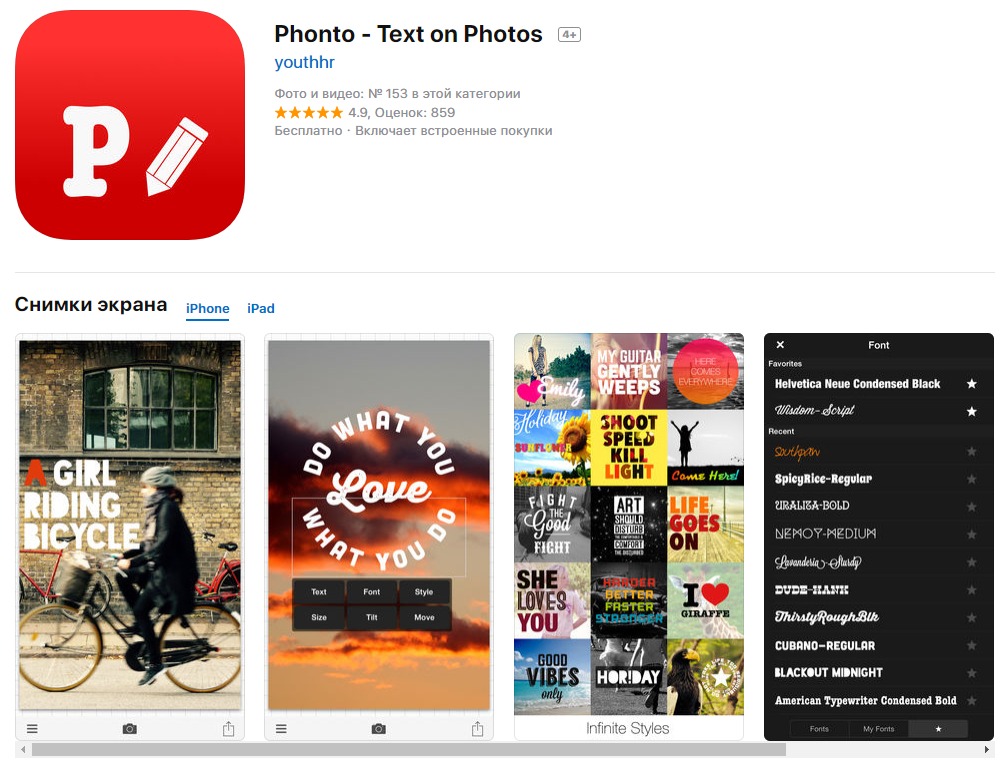 P
Phonto - Text on Photos 4+
youthhr
Фото и видео: № 153 в этой категории
★★★★★ 4.9, Оценок: 859
Бесплатно · Включает встроенные покупки
Снимки экрана iPhone iPad
A GIRL
RIDING
BICYCLE
DO WHAT YOU
Love
WHAT YOU DO
Text Font Style
Size Tilt Move
Emily
MY GUITAR
GENTLY
WEEPS
HERE
COMES
EVERYWHERE
Holiday
SUNFLOWER
SHOOT
SPEED
KILL
LIGHT
Come Here!
FIGHT
the
Good
FIGHT
ART
SHOULD
DISTURB
THE COMFORTABLE &
COMFORT
THE DISTURBED
LIFE
GOES
ON
SHE
LOVES
YOU
HARDER
BETTER
FASTER
STRONGER
I ♥
GIRAFFE
GOOD
VIBES
only
HOR!DAY
Infinite Styles
Font
Favorites
Helvetica Neue Condensed Black
Wisdom-Script
Recent
Southpaw
SpicyRice-Regular
URALITA-BOLD
NEMOY-MEDIUM
Lavanderia-Sturdy
DUDE-HANK
ThirstyRoughBlk
CUBANO-REGULAR
BLACKOUT MIDNIGHT
American Typewriter Condensed Bold
Fonts My Fonts ★